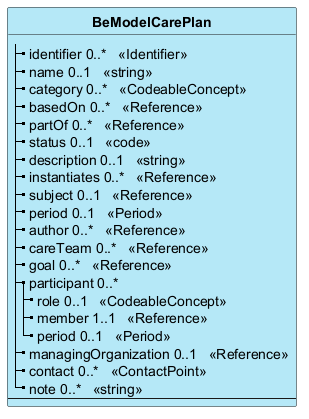 BeModelCarePlan
identifier 0..* «Identifier»
name 0..1 «string»
category 0..* «CodeableConcept»
basedOn 0..* «Reference»
partOf 0..* «Reference»
status 0..1 «code»
description 0..1 «string»
instantiates 0..* «Reference»
subject 0..1 «Reference»
period 0..1 «Period»
author 0..* «Reference»
careTeam 0..* «Reference»
goal 0..* «Reference»
participant 0..*
role 0..1 «CodeableConcept»
member 1..1 «Reference»
period 0..1 «Period»
managingOrganization 0..1 «Reference»
contact 0..* «ContactPoint»
note 0..* «string»